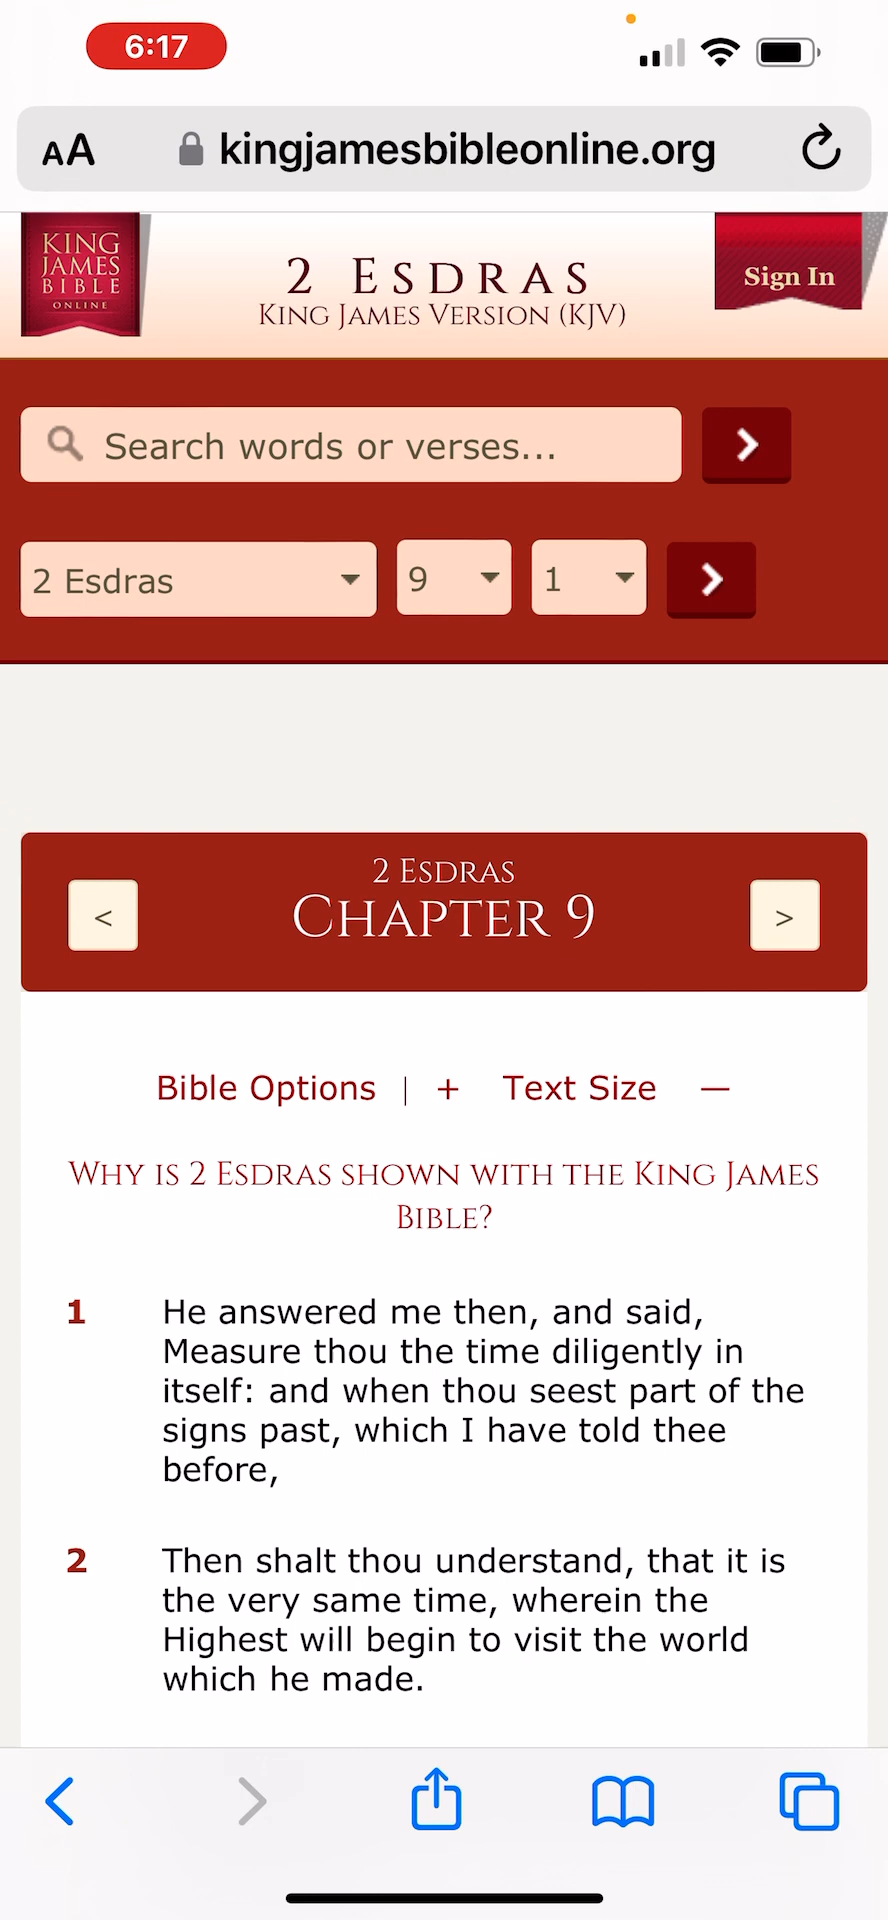 6:17
AA kingjamesbibleonline.org
KING
JAMES
BIBLE
ONLINE
2 ESDRAS
KING JAMES VERSION (KJV)
Sign In
Search words or verses...
2 Esdras 9 1
2 ESDRAS
CHAPTER 9
< >
Bible Options | + Text Size —
WHY IS 2 ESDRAS SHOWN WITH THE KING JAMES
BIBLE?
1 He answered me then, and said,
Measure thou the time diligently in
itself: and when thou seest part of the
signs past, which I have told thee
before,
2 Then shalt thou understand, that it is
the very same time, wherein the
Highest will begin to visit the world
which he made.